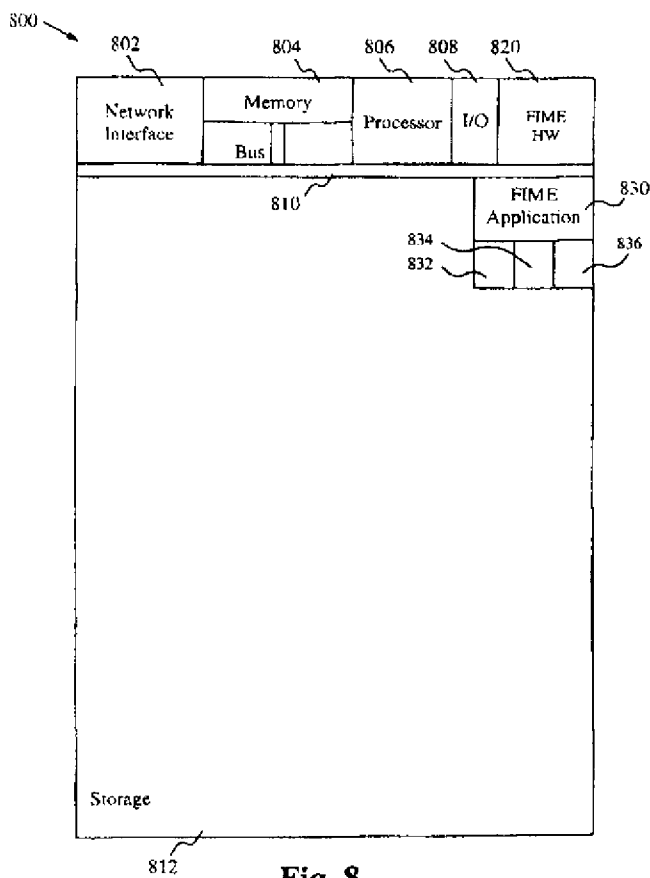 800
802
804
806
808
820
Network
Interface
Memory
Bus
Processor
I/O
FIME
HW
810
FIME
Application
830
834
832
836
Storage
812
Fig. 8